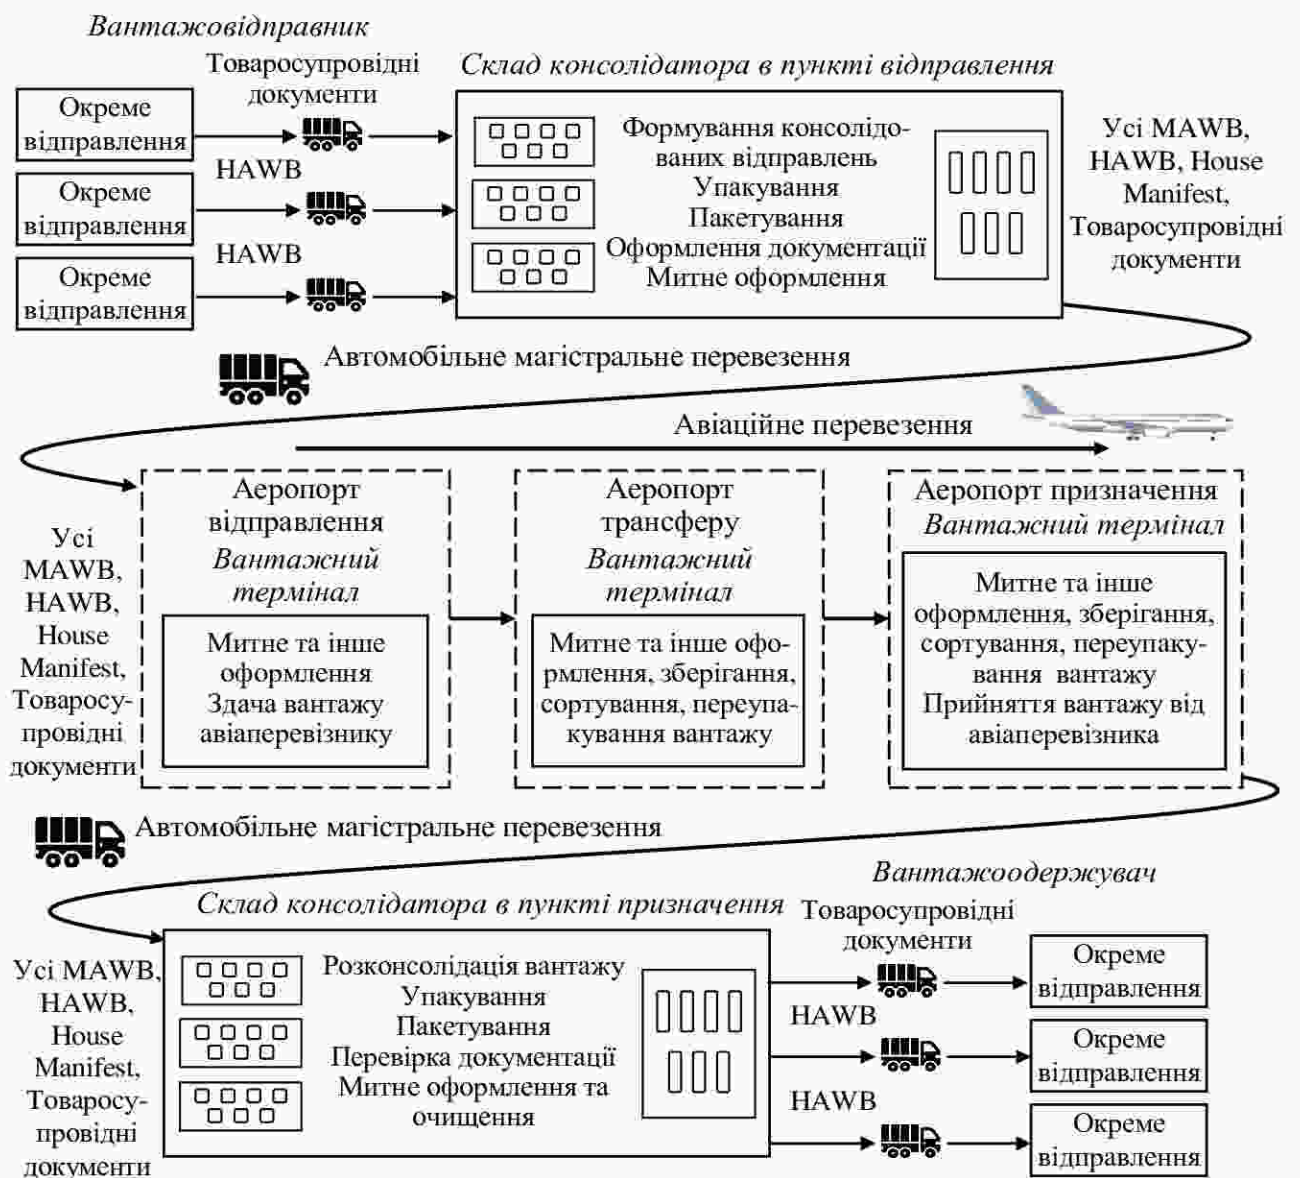 Вантажовідправник
Товаросупровідні
документи
Склад консолідатора в пункті відправлення
Окреме
відправлення
HAWB
Окреме
відправлення
HAWB
Окреме
відправлення
Формування консолідо-
ваних відправлень
Упакування
Пакетування
Оформлення документації
Митне оформлення
Усі MAWB,
HAWB, House
Manifest,
Товаросупровідні
документи
Автомобільне магістральне перевезення
Авіаційне перевезення
Усі
MAWB,
HAWB,
House
Manifest,
Товаросу-
провідні
документи
Аеропорт
відправлення
Вантажний
термінал
Митне та інше
оформлення
Здача вантажу
авіаперевізнику
Аеропорт
трансферу
Вантажний
термінал
Митне та інше офо-
рмлення, зберігання,
сортування, переупа-
кування вантажу
Аеропорт призначення
Вантажний термінал
Митне та інше
оформлення, зберігання,
сортування, переупаку-
вання вантажу
Прийняття вантажу від
авіаперевізника
Автомобільне магістральне перевезення
Склад консолідатора в пункті призначення
Усі MAWB,
HAWB,
House
Manifest,
Товаросу-
провідні
документи
Розконсолідація вантажу
Упакування
Пакетування
Перевірка документації
Митне оформлення та
очищення
Вантажоодержувач
Товаросупровідні
документи
HAWB
HAWB
Окреме
відправлення
Окреме
відправлення
Окреме
відправлення